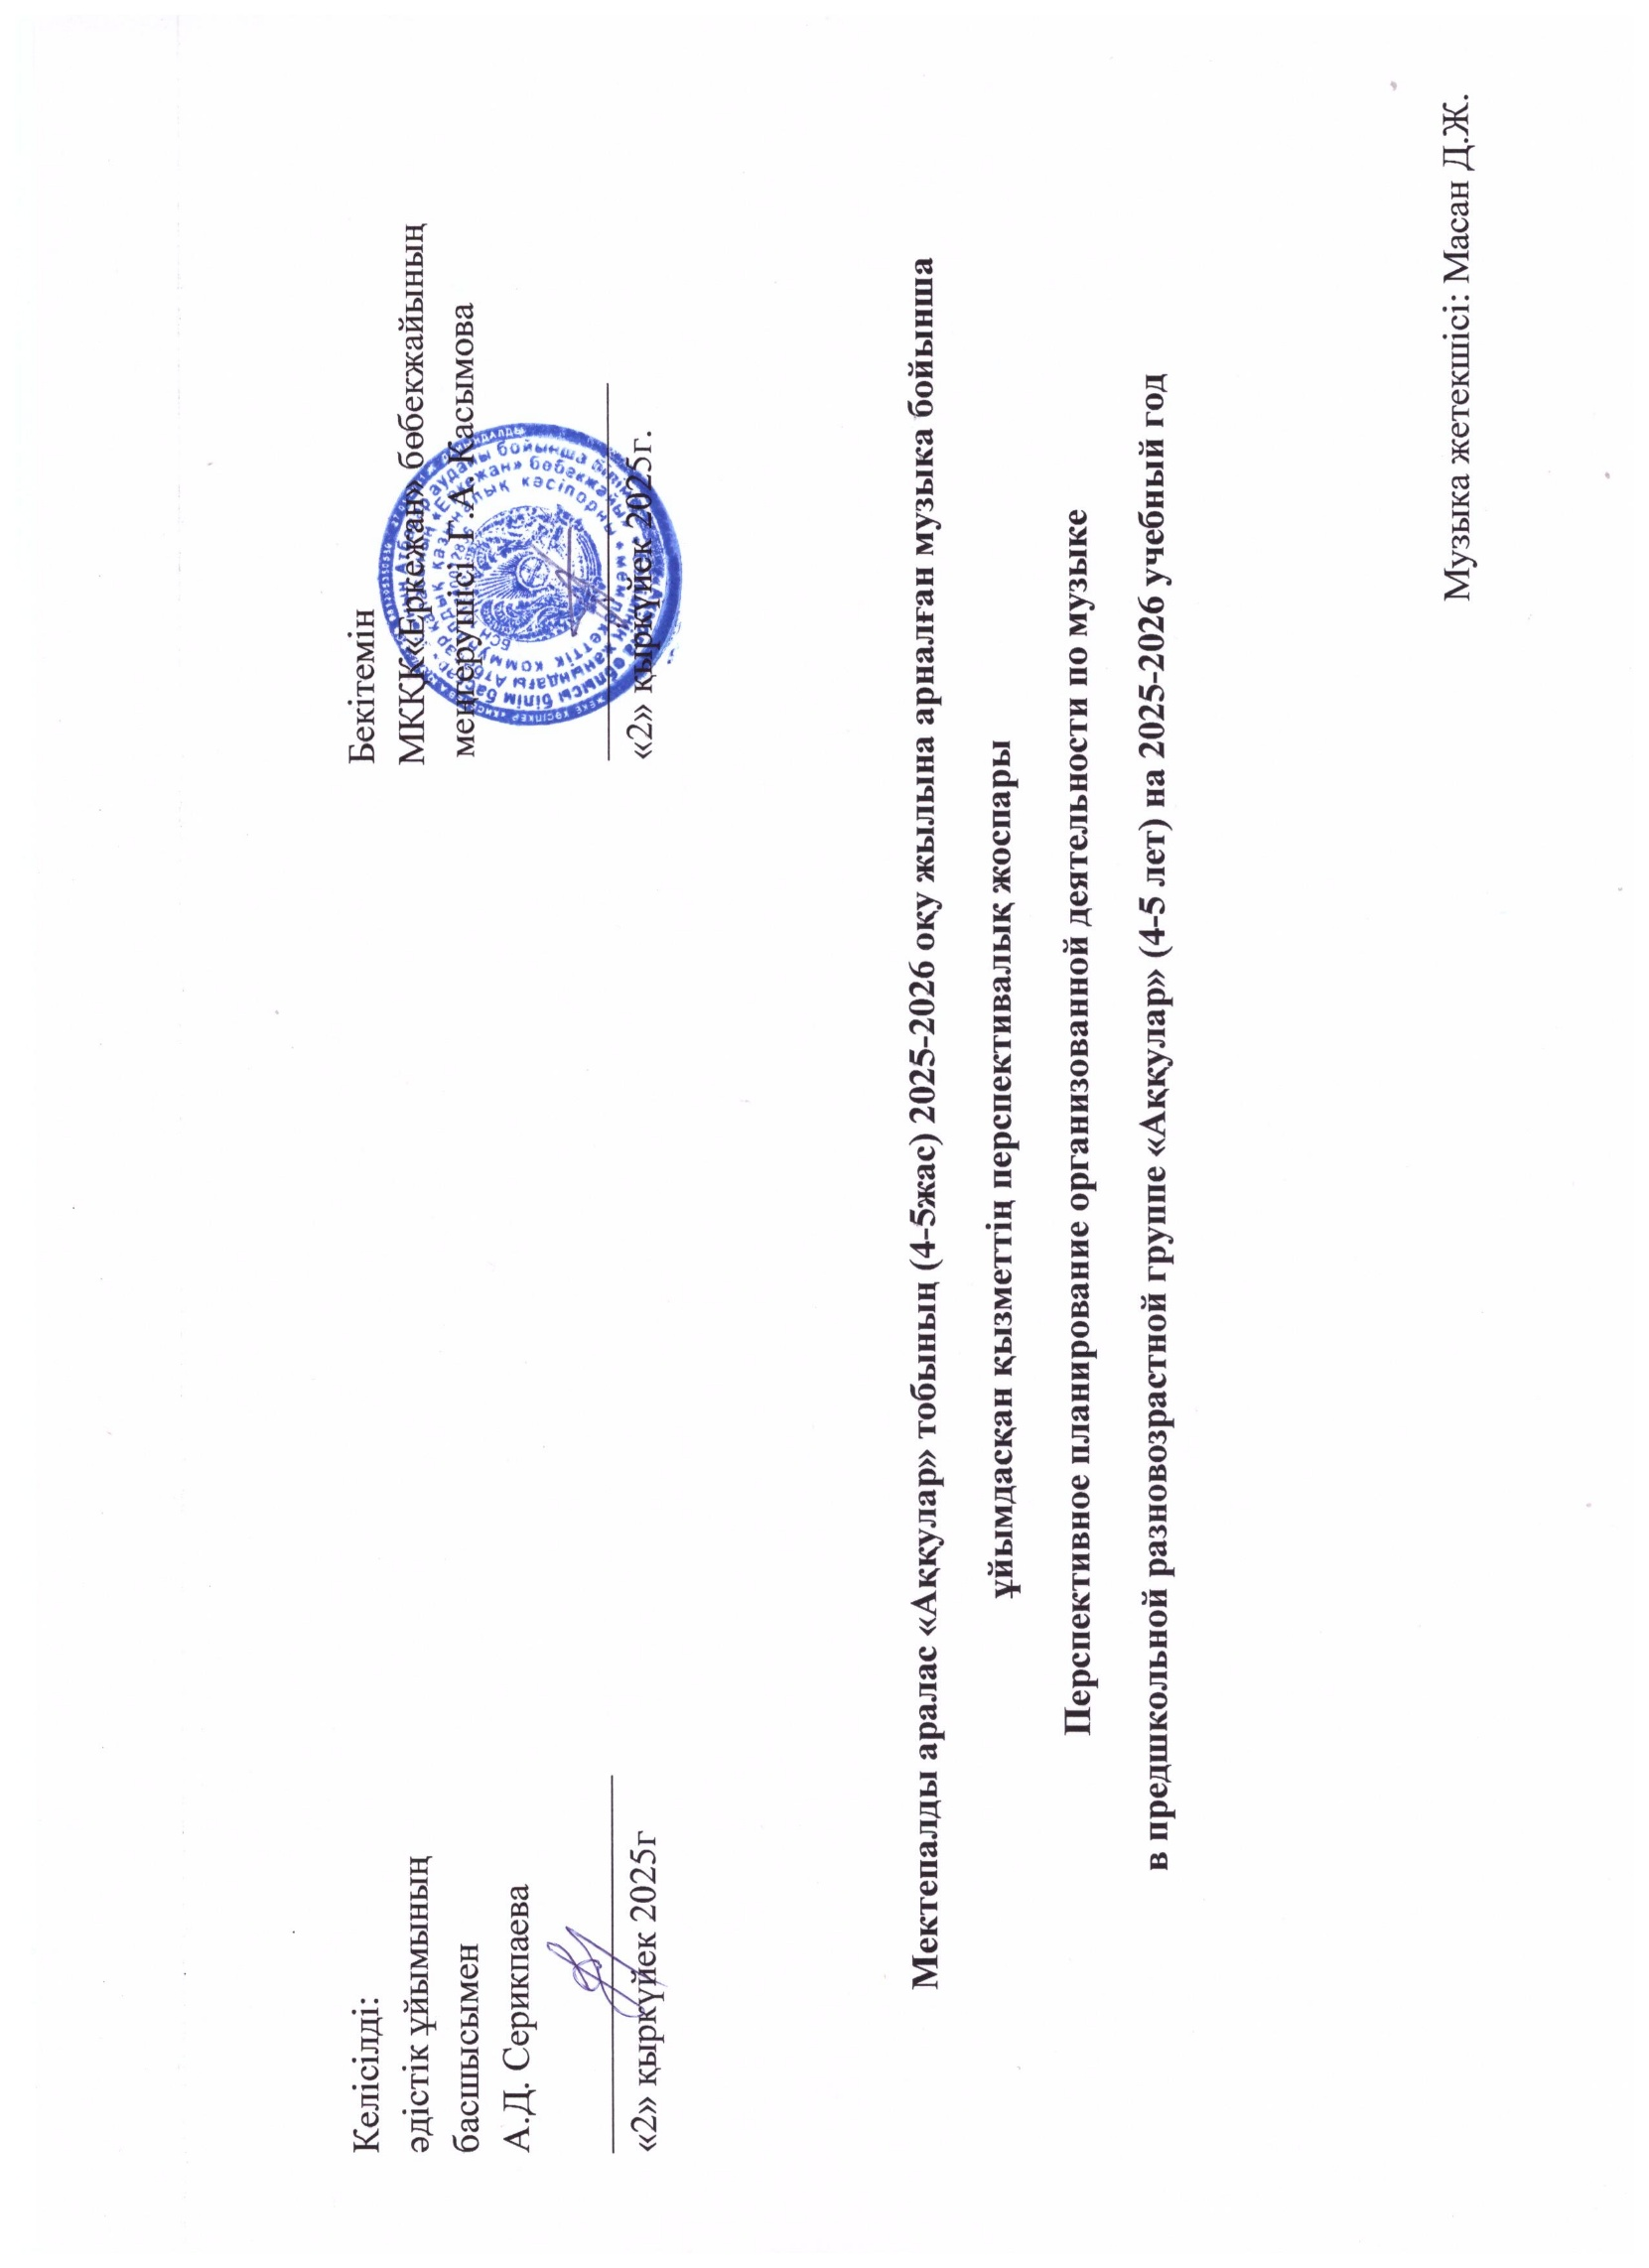 Келісілді:
әдістік ұйымының
басшысымен
А.Д. Серикпаева
«2» қыркүйек 2025г
Бекітемін
МКҚК«Еркежан» бөбекжайының
меңгерушісі Г.А.Касымова
«2» қыркүйек 2025г.
Мектепалды аралас «Аққулар» тобының (4-5жас) 2025-2026 оқу жылына арналған музыка бойынша
ұйымдасқан қызметтің перспективалық жоспары
Перспективное планирование организованной деятельности по музыке
в предшкольной разновозрастной группе «Аққулар» (4-5 лет) на 2025-2026 учебный год
Музыка жетекшісі: Масан Д.Ж.